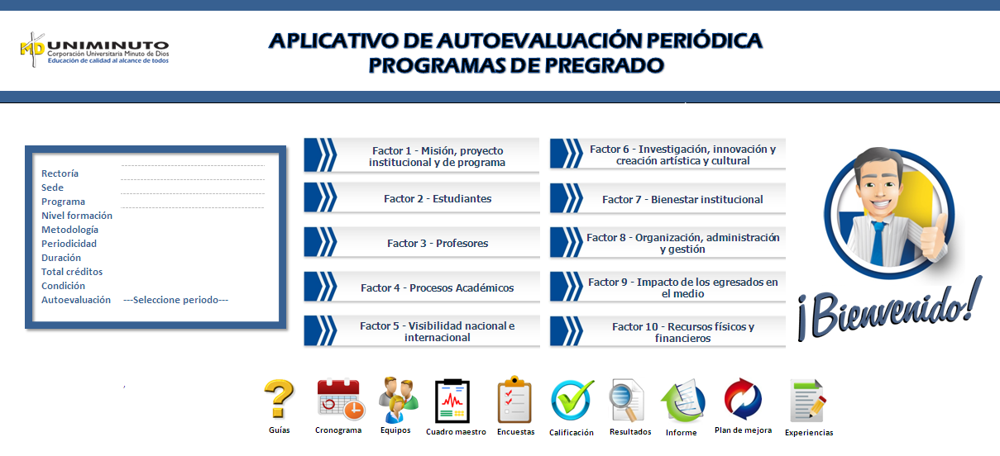 UNIMINUTO
Corporación Universitaria Minuto de Dios
Educación de calidad al alcance de todos
APLICATIVO DE AUTOEVALUACIÓN PERIÓDICA
PROGRAMAS DE PREGRADO
Rectoría
Sede
Programa
Nivel formación
Metodología
Periodicidad
Duración
Total créditos
Condición
Autoevaluación ---Seleccione periodo---
Factor 1 - Misión, proyecto
institucional y de programa
Factor 2 - Estudiantes
Factor 3 - Profesores
Factor 4 - Procesos Académicos
Factor 5 - Visibilidad nacional e
internacional
Factor 6 - Investigación, innovación y
creación artística y cultural
Factor 7 - Bienestar institucional
Factor 8 - Organización, administración
y gestión
Factor 9 - Impacto de los egresados en
el medio
Factor 10 - Recursos físicos y
financieros
¡Bienvenido!
Guías
Cronograma
Equipos
Cuadro maestro
Encuestas
Calificación
Resultados
Informe
Plan de mejora
Experiencias